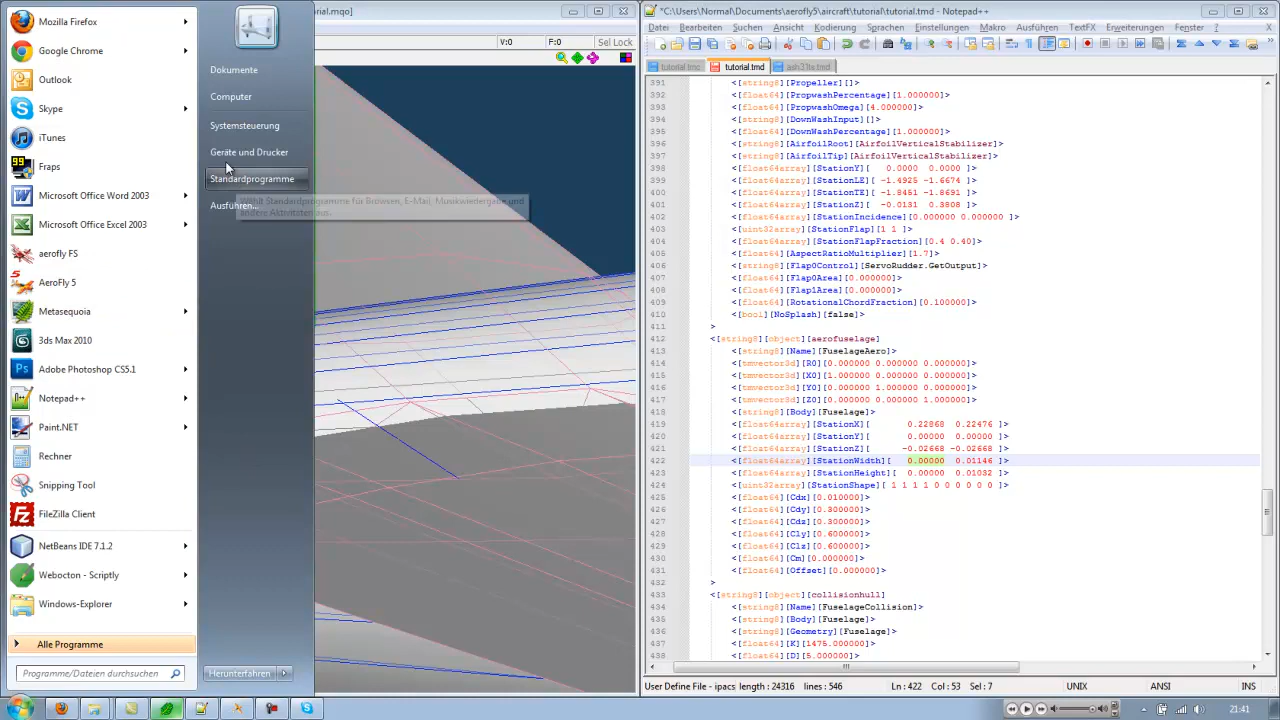 Mozilla Firefox
Google Chrome
Outlook
Skype
iTunes
Fraps
Microsoft Office Word 2003
Microsoft Office Excel 2003
aerofly FS
AeroFly 5
Metasequoia
3ds Max 2010
Adobe Photoshop CS5.1
Notepad++
Paint.NET
Rechner
Snipping Tool
FileZilla Client
NetBeans IDE 7.1.2
Webocton - Scriptly
Windows-Explorer
Alle Programme
Programme/Dateien durchsuchen
Dokumente
Computer
Systemsteuerung
Geräte und Drucker
Standardprogramme
Ausführen...
Wählt Standardprogramme für Browsen, E-Mail, Musikwiedergabe und
andere Aktivitäten aus.
Herunterfahren
rial.mqo]
V:0 F:0 Sel Lock
*C:\Users\Normal\Documents\aerofly5\aircraft\tutorial\tutorial.tmd - Notepad++
Datei Bearbeiten Suchen Ansicht Kodierung Sprachen Einstellungen Makro Ausführen TextFX Erweiterungen Fenster ? X
tutorial.tmc tutorial.tmd ash31ts.tmd
391 <[string8][Propeller][]>
392 <[float64][PropwashPercentage][1.000000]>
393 <[float64][PropwashOmega][4.000000]>
394 <[string8][DownWashInput][]>
395 <[float64][DownWashPercentage][1.000000]>
396 <[string8][AirfoilRoot][AirfoilVerticalStabilizer]>
397 <[string8][AirfoilTip][AirfoilVerticalStabilizer]>
398 <[float64array][StationY][ 0.0000 0.0000]>
399 <[float64array][StationLE][ -1.4925 -1.6674]>
400 <[float64array][StationTE][ -1.8451 -1.8691]>
401 <[float64array][StationZ][ -0.0131 0.3808]>
402 <[float64array][StationIncidence][0.000000 0.000000 ]>
403 <[uint32array][StationFlap][1 1 ]>
404 <[float64array][StationFlapFraction][0.4 0.40]>
405 <[float64][AspectRatioMultiplier][1.7]>
406 <[string8][Flap0Control][ServoRudder.GetOutput]>
407 <[float64][Flap0Area][0.000000]>
408 <[float64][Flap1Area][0.000000]>
409 <[float64][RotationalChordFraction][0.100000]>
410 <[bool][NoSplash][false]>
411 >
412 <[string8][object][aerofuselage]
413 <[string8][Name][FuselageAero]>
414 <[tmvector3d][R0][0.000000 0.000000 0.000000]>
415 <[tmvector3d][X0][1.000000 0.000000 0.000000]>
416 <[tmvector3d][Y0][0.000000 1.000000 0.000000]>
417 <[tmvector3d][Z0][0.000000 0.000000 1.000000]>
418 <[string8][Body][Fuselage]>
419 <[float64array][StationX][ 0.22868 0.22476 ]>
420 <[float64array][StationY][ 0.00000 0.00000 ]>
421 <[float64array][StationZ][ -0.02668 -0.02668 ]>
422 <[float64array][StationWidth][ 0.00000 0.01146 ]>
423 <[float64array][StationHeight][ 0.00000 0.01032 ]>
424 <[uint32array][StationShape][ 1 1 1 1 0 0 0 0 0 0 ]>
425 <[float64][Cdx][0.010000]>
426 <[float64][Cdy][0.300000]>
427 <[float64][Cdz][0.300000]>
428 <[float64][Cly][0.600000]>
429 <[float64][Clz][0.600000]>
430 <[float64][Cm][0.000000]>
431 <[float64][Offset][0.000000]>
432 >
433 <[string8][object][collisionhull]
434 <[string8][Name][FuselageCollision]>
435 <[string8][Body][Fuselage]>
436 <[string8][Geometry][Fuselage]>
437 <[float64][K][1475.000000]>
438 <[float64][D][5.000000]>
User Define File - ipacs length : 24316 lines : 546 Ln : 422 Col : 53 Sel : 7 UNIX ANSI INS
21:41